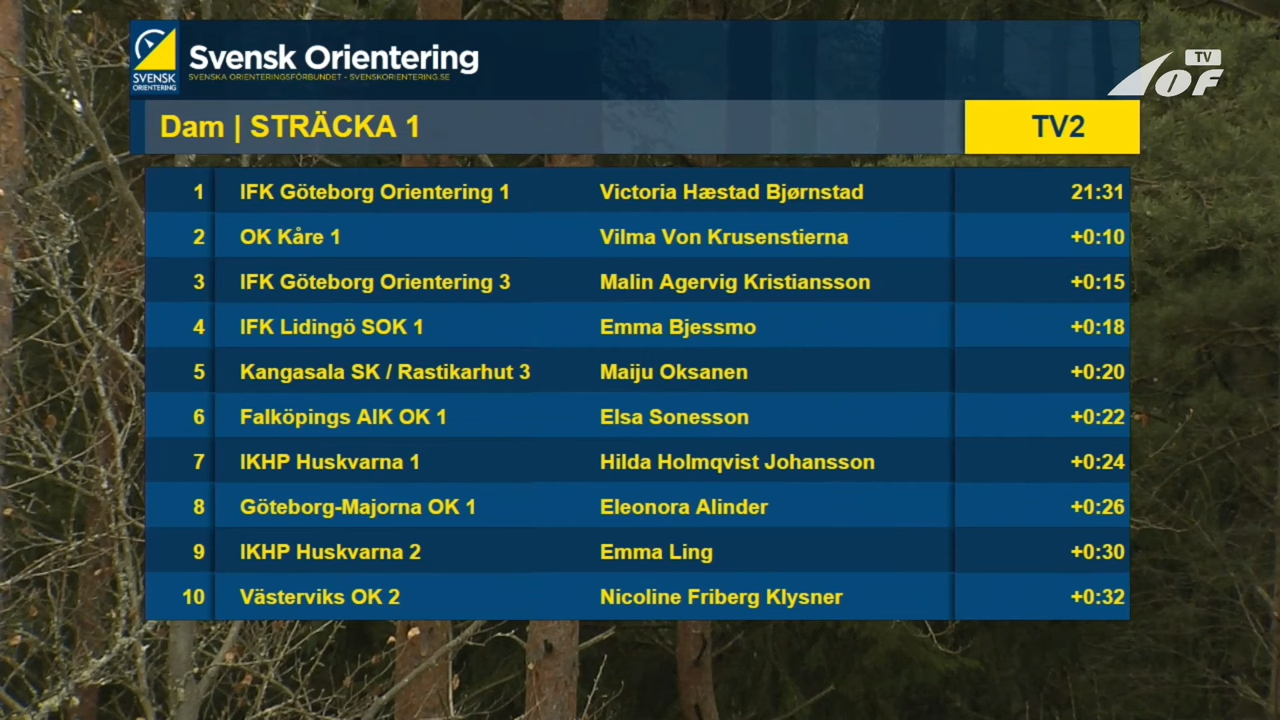 Svensk Orientering
SVENSKA ORIENTERINGSFÖRBUNDET - SVENSKORIENTERING.SE
SVENSK
ORIENTERING
TV
OF
Dam | STRÄCKA 1 TV2
1 IFK Göteborg Orientering 1 Victoria Hæstad Bjørnstad 21:31
2 OK Kåre 1 Vilma Von Krusenstierna +0:10
3 IFK Göteborg Orientering 3 Malin Agervig Kristiansson +0:15
4 IFK Lidingö SOK 1 Emma Bjessmo +0:18
5 Kangasala SK / Rastikarhut 3 Maiju Oksanen +0:20
6 Falköpings AIK OK 1 Elsa Sonesson +0:22
7 IKHP Huskvarna 1 Hilda Holmqvist Johansson +0:24
8 Göteborg-Majorna OK 1 Eleonora Alinder +0:26
9 IKHP Huskvarna 2 Emma Ling +0:30
10 Västerviks OK 2 Nicoline Friberg Klysner +0:32